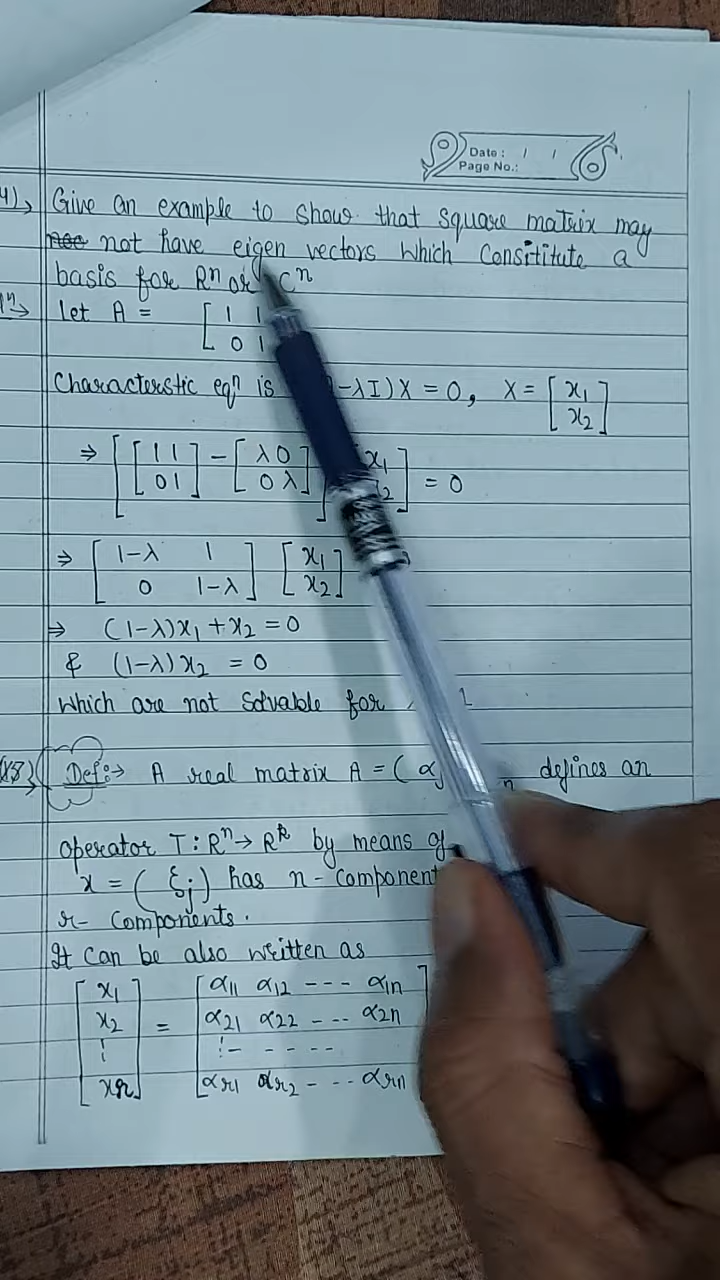 Date : / /
Page No.:
4)→ Give an example to show that square matrix may
not have eigen vectors which constitute a
basis for Rⁿ or Cⁿ
let A = [1 1
0 1
Characterstic eqⁿ is -λI)X = 0, X = [x₁
x₂]
⇒ [[1 1 - [λ 0 x₁
0 1] 0 λ] 2] = 0
⇒ [1-λ 1 [x₁
0 1-λ] x₂]
⇒ (1-λ)x₁ + x₂ = 0
& (1-λ)x₂ = 0
which are not solvable for 1
Def:→ A real matrix A = (α n defines an
operator T: Rⁿ → Rʳ by means of
x = (ξⱼ) has n-component
r- components.
It can be also written as
[x₁ [α₁₁ α₁₂ --- α₁n]
x₂ = α₂₁ α₂₂ --- α₂n
⋮ ⋮- - - - -
xr] αr₁ αr₂ - -- αrn